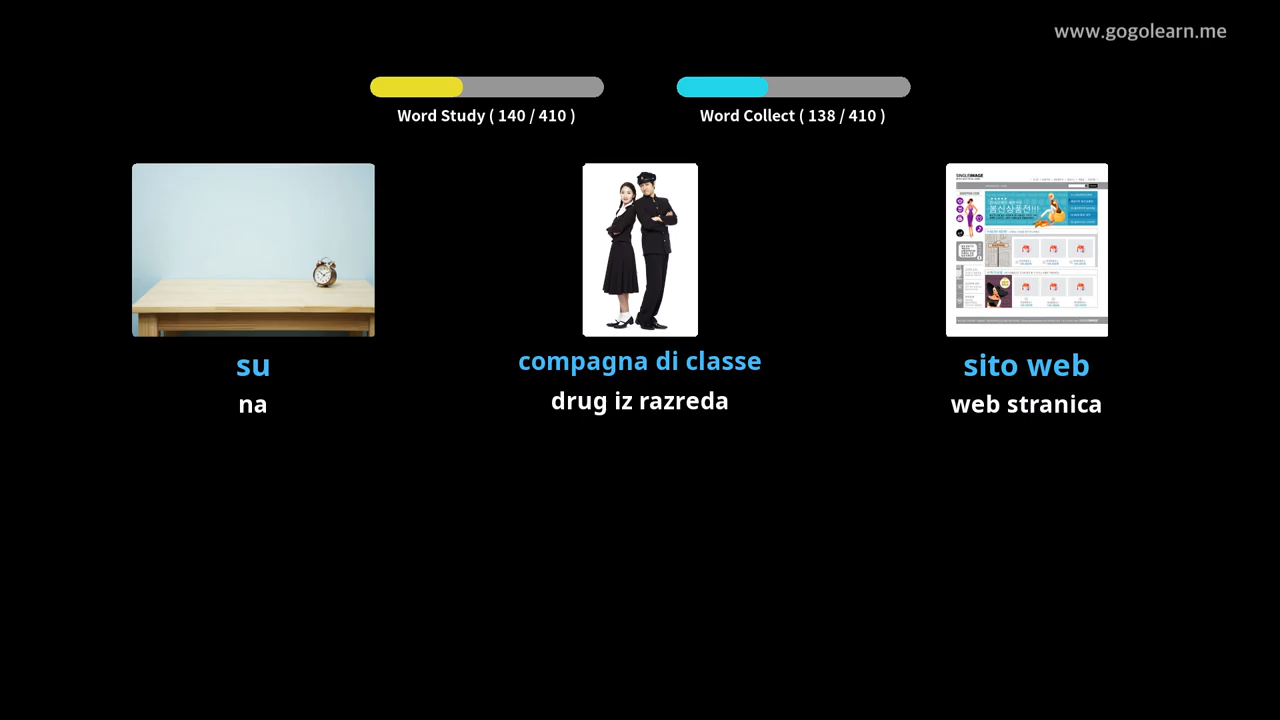 www.gogolearn.me
Word Study ( 140 / 410 )
Word Collect ( 138 / 410 )
su
compagna di classe
sito web
na
drug iz razreda
web stranica